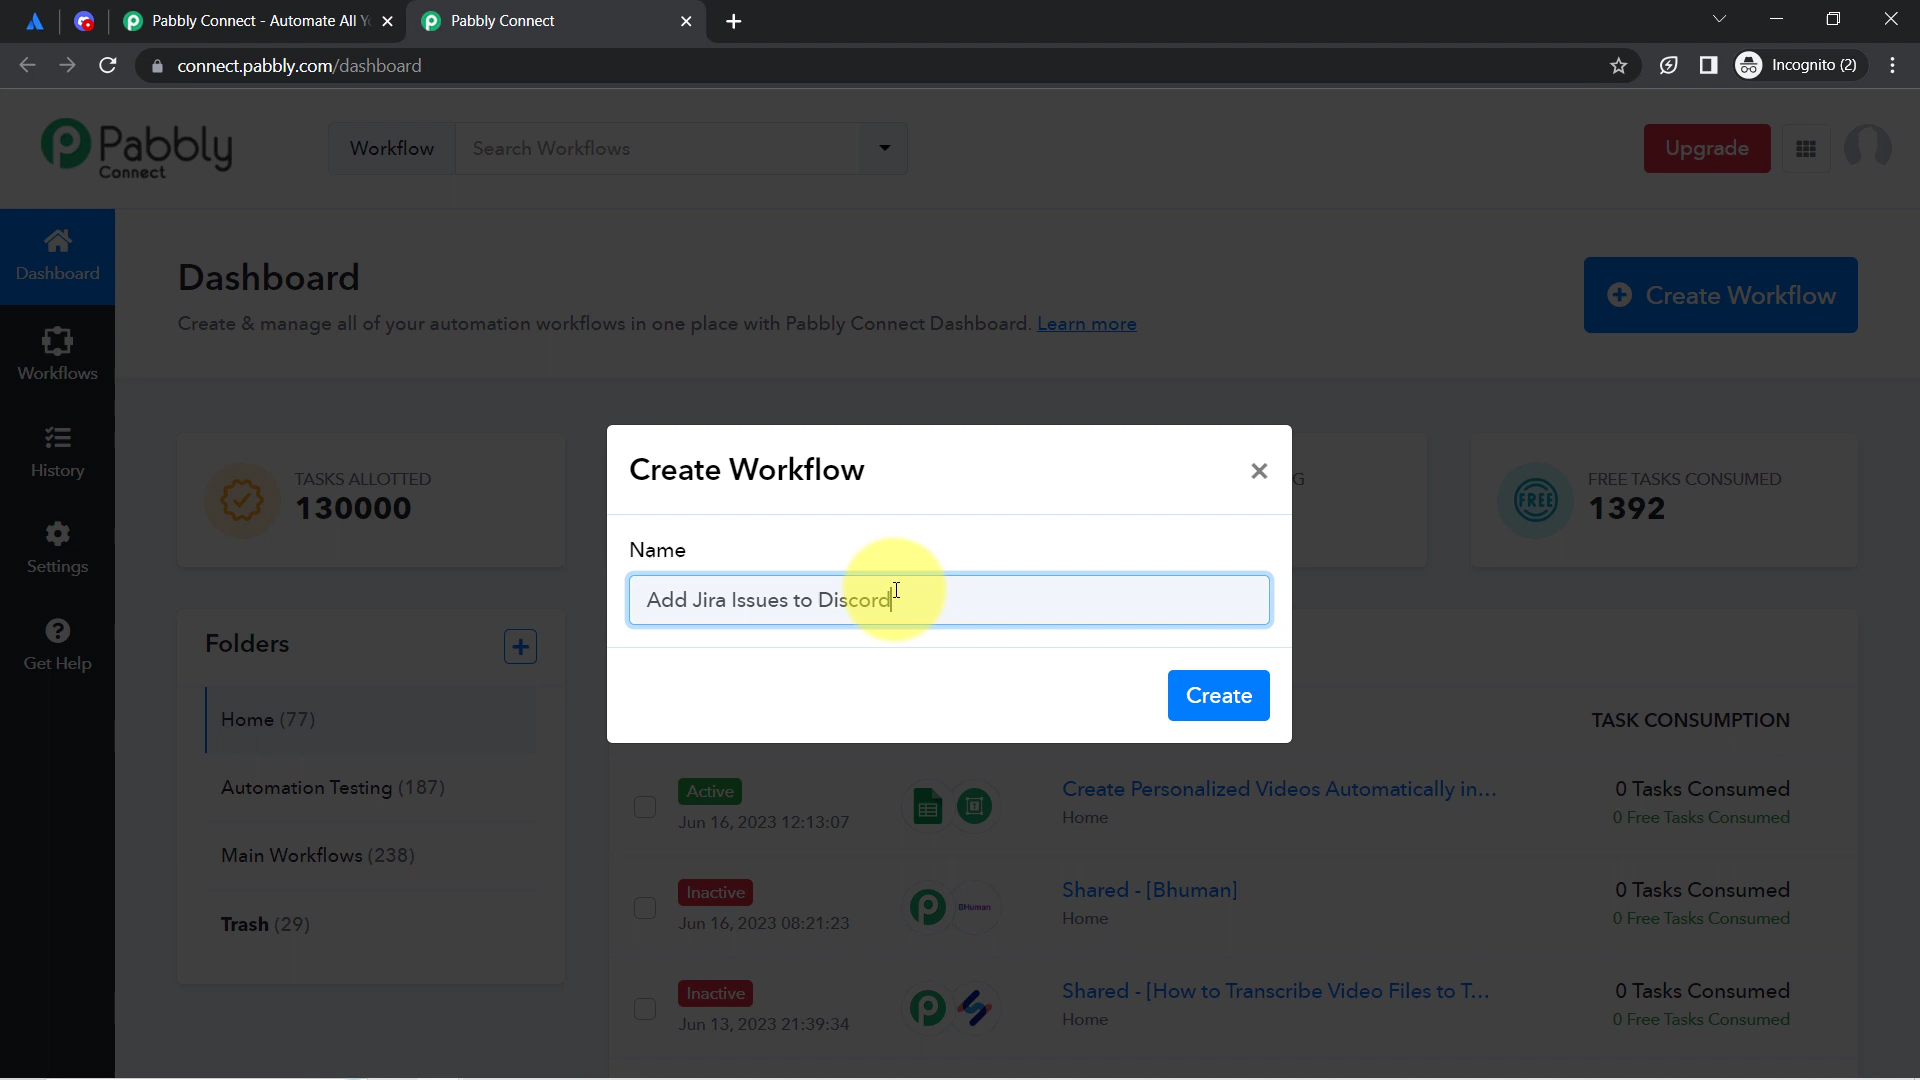 Pabbly Connect - Automate All Y
Pabbly Connect
connect.pabbly.com/dashboard
Incognito (2)
Pabbly
Connect
Workflow
Search Workflows
Upgrade
Dashboard
Workflows
History
Settings
Get Help
Dashboard
Create & manage all of your automation workflows in one place with Pabbly Connect Dashboard. Learn more
Create Workflow
TASKS ALLOTTED
130000
G
FREE
FREE TASKS CONSUMED
1392
Create Workflow
Name
Add Jira Issues to Discord
Create
Folders
Home (77)
Automation Testing (187)
Main Workflows (238)
Trash (29)
TASK CONSUMPTION
Active
Jun 16, 2023 12:13:07
Create Personalized Videos Automatically in...
Home
0 Tasks Consumed
0 Free Tasks Consumed
Inactive
Jun 16, 2023 08:21:23
BHuman
Shared - [Bhuman]
Home
0 Tasks Consumed
0 Free Tasks Consumed
Inactive
Jun 13, 2023 21:39:34
Shared - [How to Transcribe Video Files to T...
Home
0 Tasks Consumed
0 Free Tasks Consumed